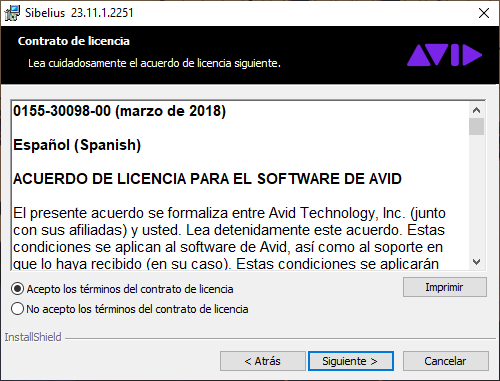 Sibelius 23.11.1.2251
Contrato de licencia
Lea cuidadosamente el acuerdo de licencia siguiente.
AVID
0155-30098-00 (marzo de 2018)
Español (Spanish)
ACUERDO DE LICENCIA PARA EL SOFTWARE DE AVID
El presente acuerdo se formaliza entre Avid Technology, Inc. (junto
con sus afiliadas) y usted. Lea detenidamente este acuerdo. Estas
condiciones se aplican al software de Avid, así como al soporte en
que lo haya recibido (en su caso). Estas condiciones se aplicarán
Acepto los términos del contrato de licencia
Imprimir
No acepto los términos del contrato de licencia
InstallShield
< Atrás
Siguiente >
Cancelar